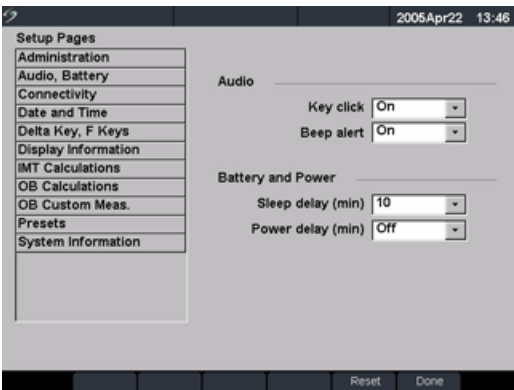 2005Apr22 13:46
Setup Pages
Administration
Audio, Battery
Connectivity
Date and Time
Delta Key, F Keys
Display Information
IMT Calculations
OB Calculations
OB Custom Meas.
Presets
System Information
Audio
Key click On
Beep alert On
Battery and Power
Sleep delay (min) 10
Power delay (min) Off
Reset Done